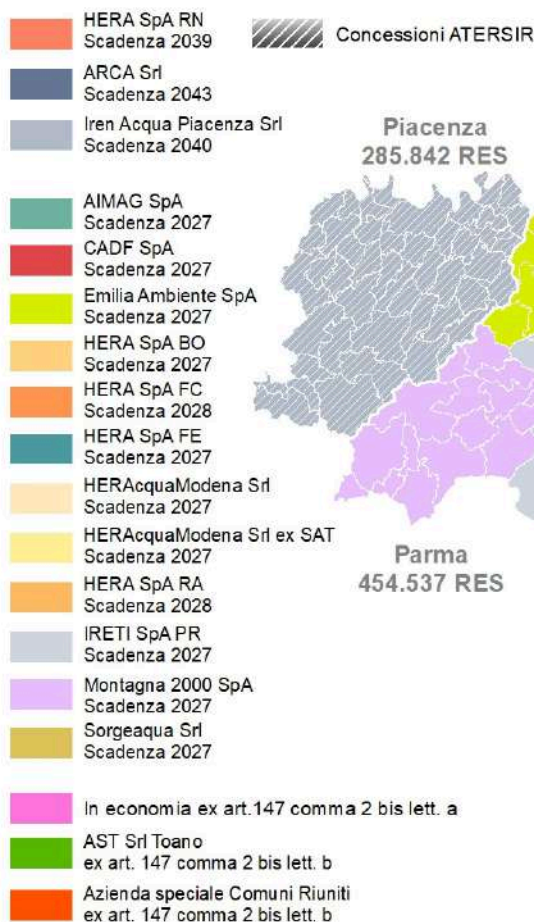 HERA SpA RN
Scadenza 2039
Concessioni ATERSIR
ARCA Srl
Scadenza 2043
Iren Acqua Piacenza Srl
Scadenza 2040
Piacenza
285.842 RES
AIMAG SpA
Scadenza 2027
CADF SpA
Scadenza 2027
Emilia Ambiente SpA
Scadenza 2027
HERA SpA BO
Scadenza 2027
HERA SpA FC
Scadenza 2028
HERA SpA FE
Scadenza 2027
HERAcquaModena Srl
Scadenza 2027
HERAcquaModena Srl ex SAT
Scadenza 2027
HERA SpA RA
Scadenza 2028
IRETI SpA PR
Scadenza 2027
Montagna 2000 SpA
Scadenza 2027
Sorgeaqua Srl
Scadenza 2027
Parma
454.537 RES
In economia ex art.147 comma 2 bis lett. a
AST Srl Toano
ex art. 147 comma 2 bis lett. b
Azienda speciale Comuni Riuniti
ex art. 147 comma 2 bis lett. b